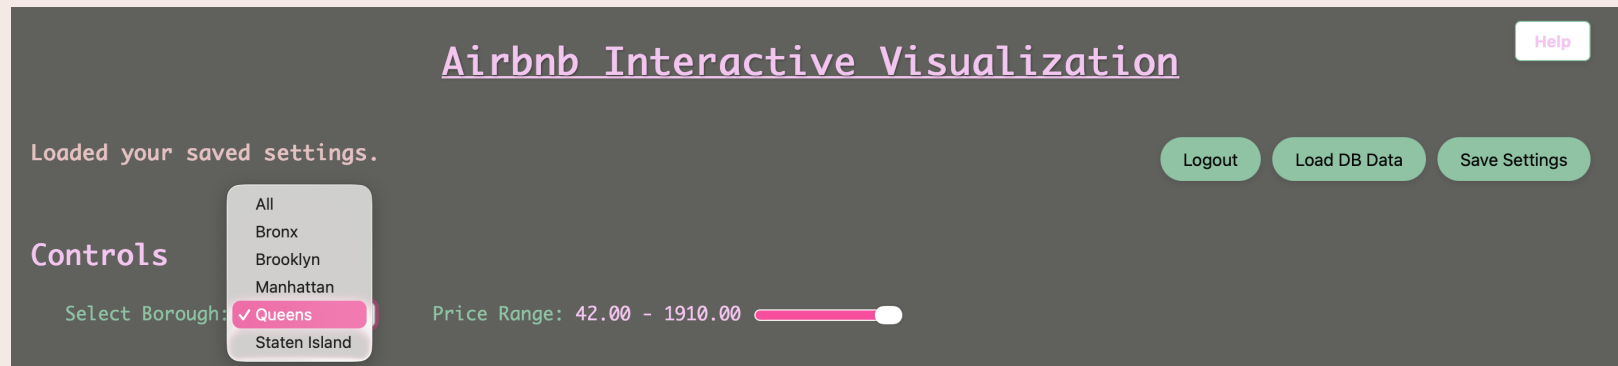 Help
Airbnb Interactive Visualization
Loaded your saved settings.
Logout Load DB Data Save Settings
Controls
Select Borough:
All
Bronx
Brooklyn
Manhattan
✓ Queens
Staten Island
Price Range: 42.00 - 1910.00